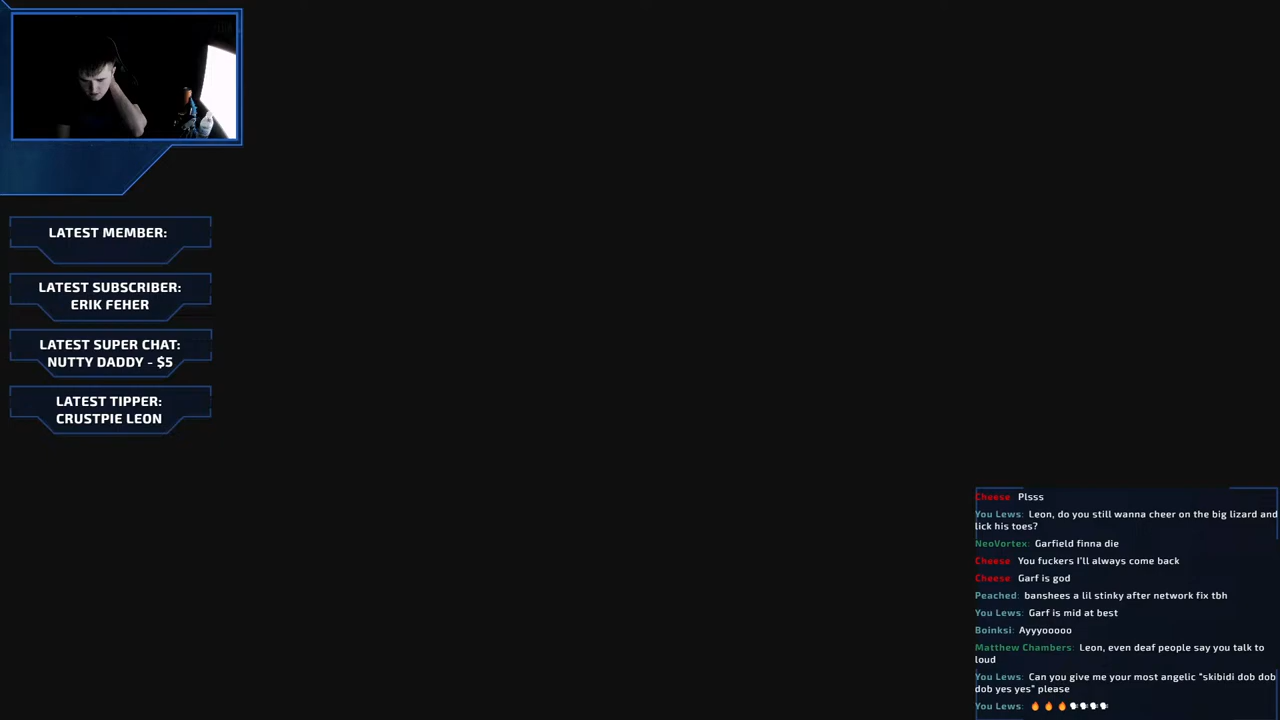 LATEST MEMBER:
LATEST SUBSCRIBER:
ERIK FEHER
LATEST SUPER CHAT:
NUTTY DADDY - $5
LATEST TIPPER:
CRUSTPIE LEON
Cheese Plsss
You Lews: Leon, do you still wanna cheer on the big lizard and
lick his toes?
NeoVortex: Garfield finna die
Cheese You fuckers I'll always come back
Cheese Garf is god
Peached: banshees a lil stinky after network fix tbh
You Lews: Garf is mid at best
Boinksi: Ayyyooooo
Matthew Chambers: Leon, even deaf people say you talk to
loud
You Lews: Can you give me your most angelic "skibidi dob dob
dob yes yes" please
You Lews: 🔥 🔥 🔥🗣🗣🗣🗣